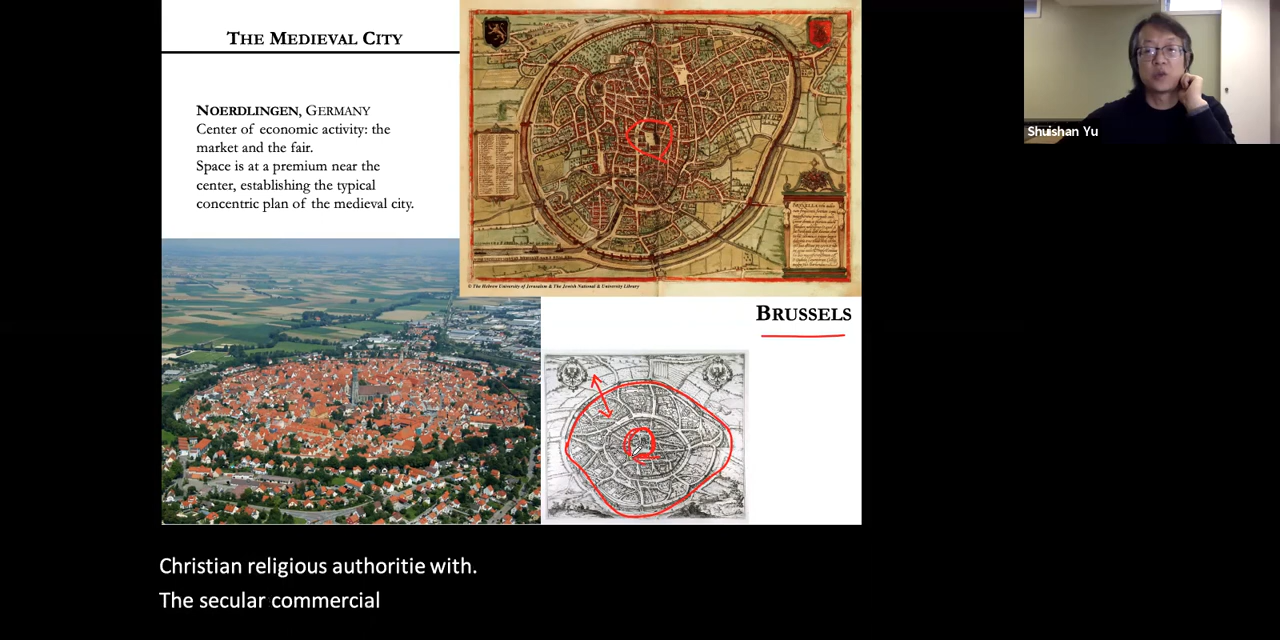 THE MEDIEVAL CITY
NOERDLINGEN, GERMANY
Center of economic activity: the
market and the fair.
Space is at a premium near the
center, establishing the typical
concentric plan of the medieval city.
© The Hebrew University of Jerusalem & The Jewish National & University Library
BRUSSELS
Shuishan Yu
Christian religious authoritie with.
The secular commercial